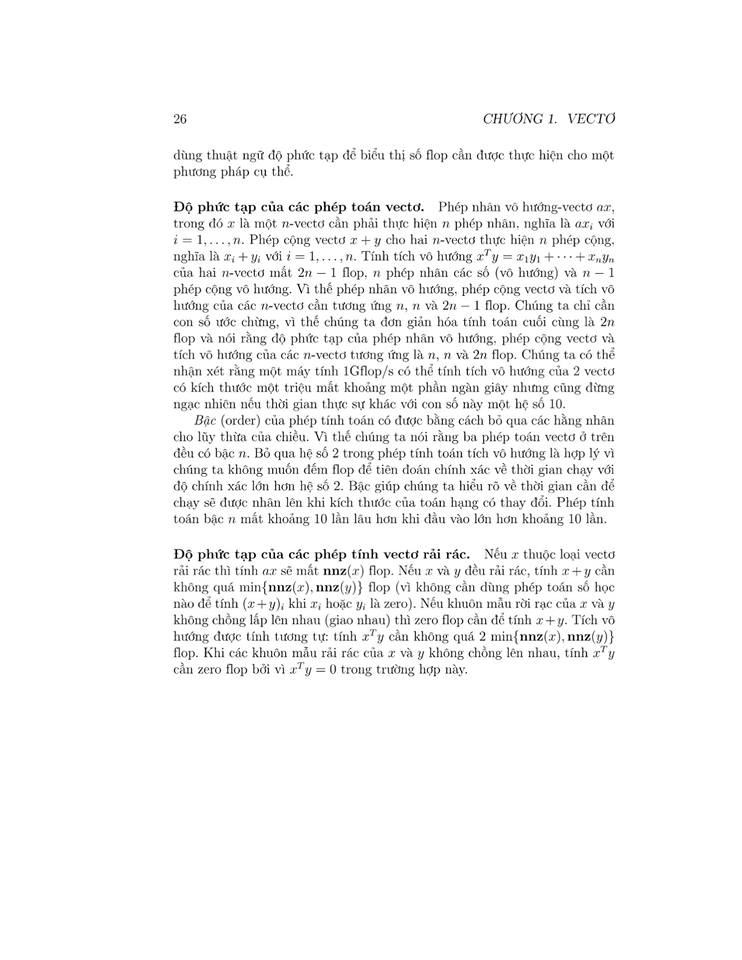 26 CHƯƠNG 1. VECTƠ
dùng thuật ngữ độ phức tạp để biểu thị số flop cần được thực hiện cho một
phương pháp cụ thể.
Độ phức tạp của các phép toán vectơ. Phép nhân vô hướng-vectơ ax,
trong đó x là một n-vectơ cần phải thực hiện n phép nhân, nghĩa là axᵢ với
i = 1, . . . , n. Phép cộng vectơ x + y cho hai n-vectơ thực hiện n phép cộng,
nghĩa là xᵢ + yᵢ với i = 1, . . . , n. Tính tích vô hướng xᵀy = x₁y₁ + · · · + xₙyₙ
của hai n-vectơ mất 2n − 1 flop, n phép nhân các số (vô hướng) và n − 1
phép cộng vô hướng. Vì thế phép nhân vô hướng, phép cộng vectơ và tích vô
hướng của các n-vectơ cần tương ứng n, n và 2n − 1 flop. Chúng ta chỉ cần
con số ước chừng, vì thế chúng ta đơn giản hóa tính toán cuối cùng là 2n
flop và nói rằng độ phức tạp của phép nhân vô hướng, phép cộng vectơ và
tích vô hướng của các n-vectơ tương ứng là n, n và 2n flop. Chúng ta có thể
nhận xét rằng một máy tính 1Gflop/s có thể tính tích vô hướng của 2 vectơ
có kích thước một triệu mất khoảng một phần ngàn giây nhưng cũng đừng
ngạc nhiên nếu thời gian thực sự khác với con số này một hệ số 10.
Bậc (order) của phép tính toán có được bằng cách bỏ qua các hằng nhân
cho lũy thừa của chiều. Vì thế chúng ta nói rằng ba phép toán vectơ ở trên
đều có bậc n. Bỏ qua hệ số 2 trong phép tính toán tích vô hướng là hợp lý vì
chúng ta không muốn đếm flop để tiên đoán chính xác về thời gian chạy với
độ chính xác lớn hơn hệ số 2. Bậc giúp chúng ta hiểu rõ về thời gian cần để
chạy sẽ được nhân lên khi kích thước của toán hạng có thay đổi. Phép tính
toán bậc n mất khoảng 10 lần lâu hơn khi đầu vào lớn hơn khoảng 10 lần.
Độ phức tạp của các phép tính vectơ rải rác. Nếu x thuộc loại vectơ
rải rác thì tính ax sẽ mất nnz(x) flop. Nếu x và y đều rải rác, tính x + y cần
không quá min{nnz(x), nnz(y)} flop (vì không cần dùng phép toán số học
nào để tính (x+y)ᵢ khi xᵢ hoặc yᵢ là zero). Nếu khuôn mẫu rời rạc của x và y
không chồng lấp lên nhau (giao nhau) thì zero flop cần để tính x + y. Tích vô
hướng được tính tương tự: tính xᵀy cần không quá 2 min{nnz(x), nnz(y)}
flop. Khi các khuôn mẫu rải rác của x và y không chồng lên nhau, tính xᵀy
cần zero flop bởi vì xᵀy = 0 trong trường hợp này.